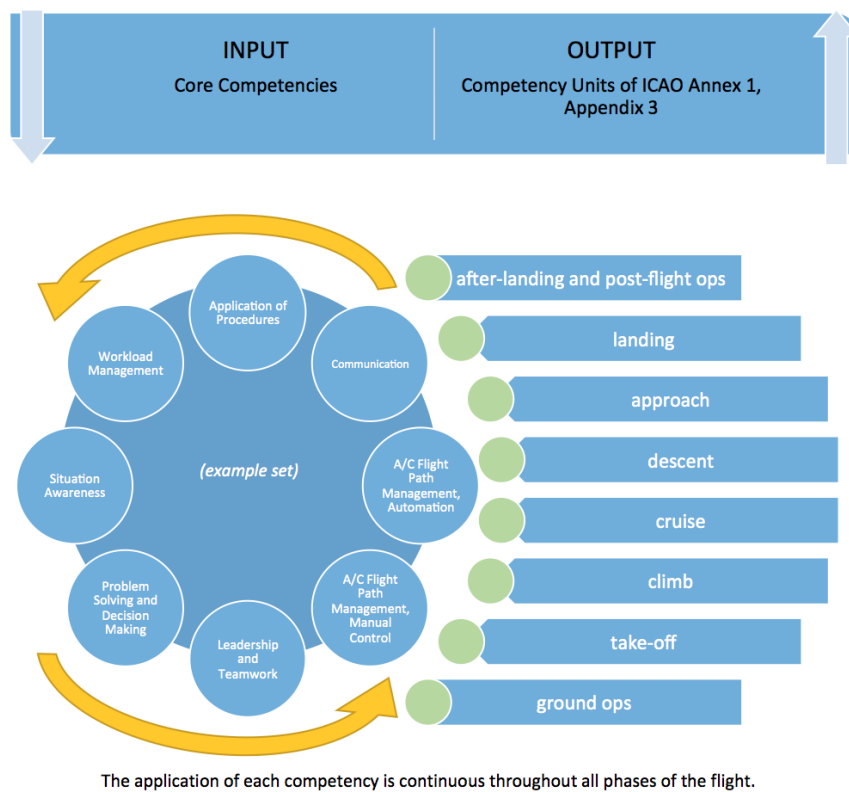 INPUT
Core Competencies
OUTPUT
Competency Units of ICAO Annex 1,
Appendix 3
Application of
Procedures
Communication
A/C Flight
Path
Management,
Automation
A/C Flight
Path
Management,
Manual
Control
Leadership
and
Teamwork
Problem
Solving and
Decision
Making
Situation
Awareness
Workload
Management
(example set)
after-landing and post-flight ops
landing
approach
descent
cruise
climb
take-off
ground ops
The application of each competency is continuous throughout all phases of the flight.